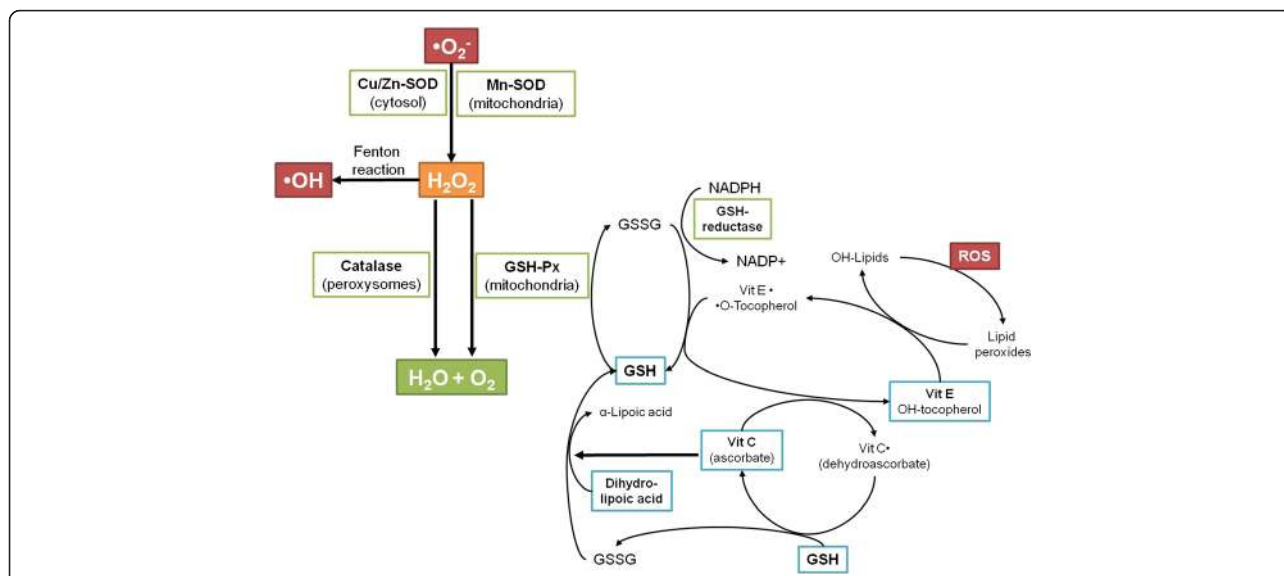 •O₂⁻
Cu/Zn-SOD
(cytosol)
Mn-SOD
(mitochondria)
Fenton
reaction
•OH
H₂O₂
NADPH
GSH-
reductase
GSSG
NADP+
OH-Lipids
ROS
Catalase
(peroxysomes)
GSH-Px
(mitochondria)
Vit E •
•O-Tocopherol
Lipid
peroxides
H₂O + O₂
GSH
Vit E
OH-tocopherol
α-Lipoic acid
Vit C
(ascorbate)
Vit C•
(dehydroascorbate)
Dihydro-
lipoic acid
GSSG
GSH